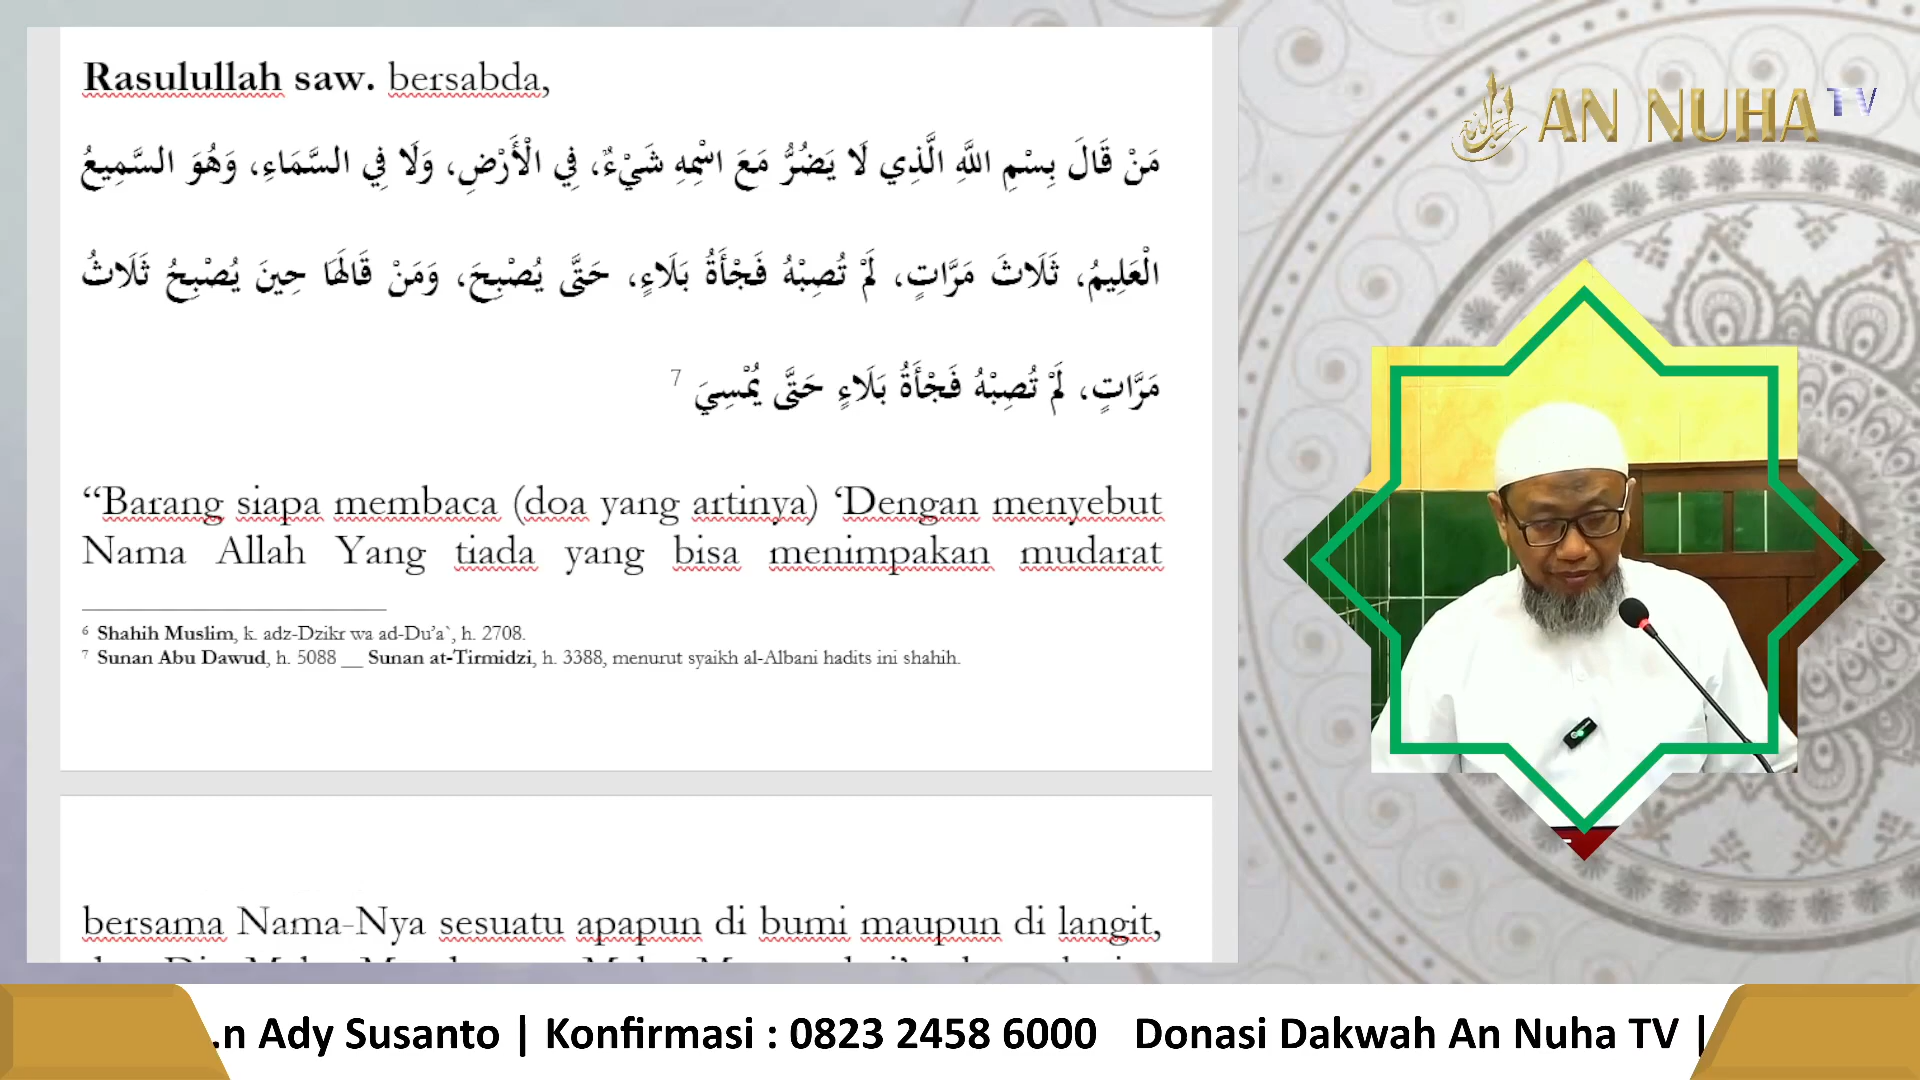 Rasulullah saw. bersabda,
مَنْ قَالَ بِسْمِ اللَّهِ الَّذِي لَا يَضُرُّ مَعَ اسْمِهِ شَيْءٌ، فِي الْأَرْضِ، وَلَا فِي السَّمَاءِ، وَهُوَ السَّمِيعُ
الْعَلِيمُ، ثَلَاثَ مَرَّاتٍ، لَمْ تُصِبْهُ فَجْأَةُ بَلَاءٍ، حَتَّى يُصْبِحَ، وَمَنْ قَالَهَا حِينَ يُصْبِحُ ثَلَاثُ
مَرَّاتٍ، لَمْ تُصِبْهُ فَجْأَةُ بَلَاءٍ حَتَّى يُمْسِيَ 7
“Barang siapa membaca (doa yang artinya) ‘Dengan menyebut
Nama Allah Yang tiada yang bisa menimpakan mudarat
6 Shahih Muslim, k. adz-Dzikr wa ad-Du’a`, h. 2708.
7 Sunan Abu Dawud, h. 5088 __ Sunan at-Tirmidzi, h. 3388, menurut syaikh al-Albani hadits ini shahih.
bersama Nama-Nya sesuatu apapun di bumi maupun di langit,
AN NUHA TV
.n Ady Susanto | Konfirmasi : 0823 2458 6000 Donasi Dakwah An Nuha TV |